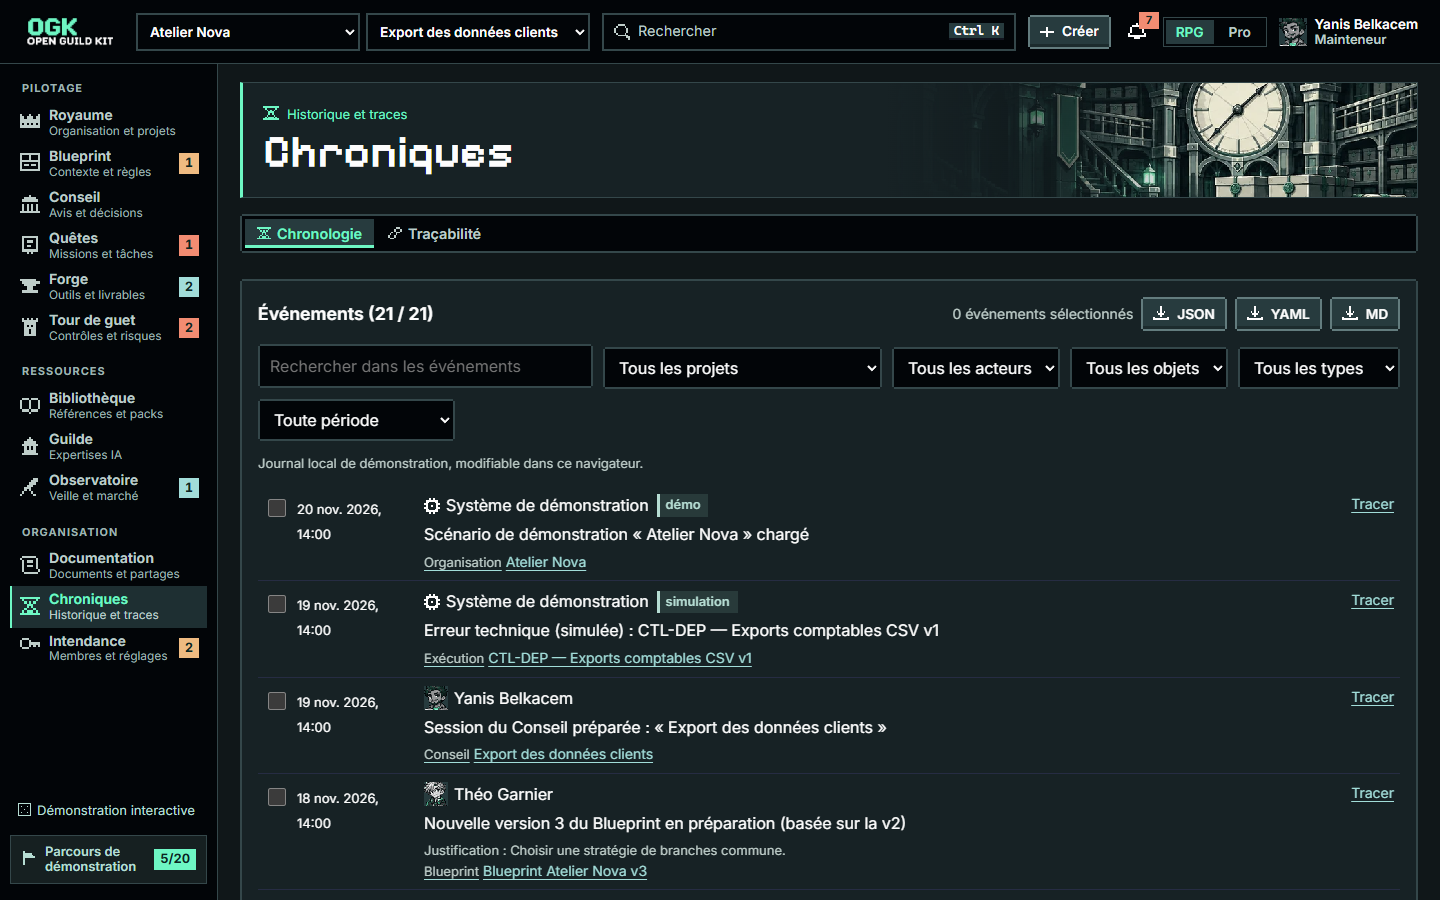 OGK
OPEN GUILD KIT
Atelier Nova
Export des données clients
Rechercher
Ctrl K
Créer
7
RPG
Pro
Yanis Belkacem
Mainteneur
PILOTAGE
Royaume
Organisation et projets
Blueprint
Contexte et règles
1
Conseil
Avis et décisions
Quêtes
Missions et tâches
1
Forge
Outils et livrables
2
Tour de guet
Contrôles et risques
2
RESSOURCES
Bibliothèque
Références et packs
Guilde
Expertises IA
Observatoire
Veille et marché
1
ORGANISATION
Documentation
Documents et partages
Chroniques
Historique et traces
Intendance
Membres et réglages
2
Démonstration interactive
Parcours de démonstration
5/20
Historique et traces
Chroniques
Chronologie
Traçabilité
Événements (21 / 21)
0 événements sélectionnés
JSON
YAML
MD
Rechercher dans les événements
Tous les projets
Tous les acteurs
Tous les objets
Tous les types
Toute période
Journal local de démonstration, modifiable dans ce navigateur.
20 nov. 2026, 14:00
Système de démonstration
démo
Tracer
Scénario de démonstration « Atelier Nova » chargé
Organisation Atelier Nova
19 nov. 2026, 14:00
Système de démonstration
simulation
Tracer
Erreur technique (simulée) : CTL-DEP — Exports comptables CSV v1
Exécution CTL-DEP — Exports comptables CSV v1
19 nov. 2026, 14:00
Yanis Belkacem
Tracer
Session du Conseil préparée : « Export des données clients »
Conseil Export des données clients
18 nov. 2026, 14:00
Théo Garnier
Tracer
Nouvelle version 3 du Blueprint en préparation (basée sur la v2)
Justification : Choisir une stratégie de branches commune.
Blueprint Blueprint Atelier Nova v3